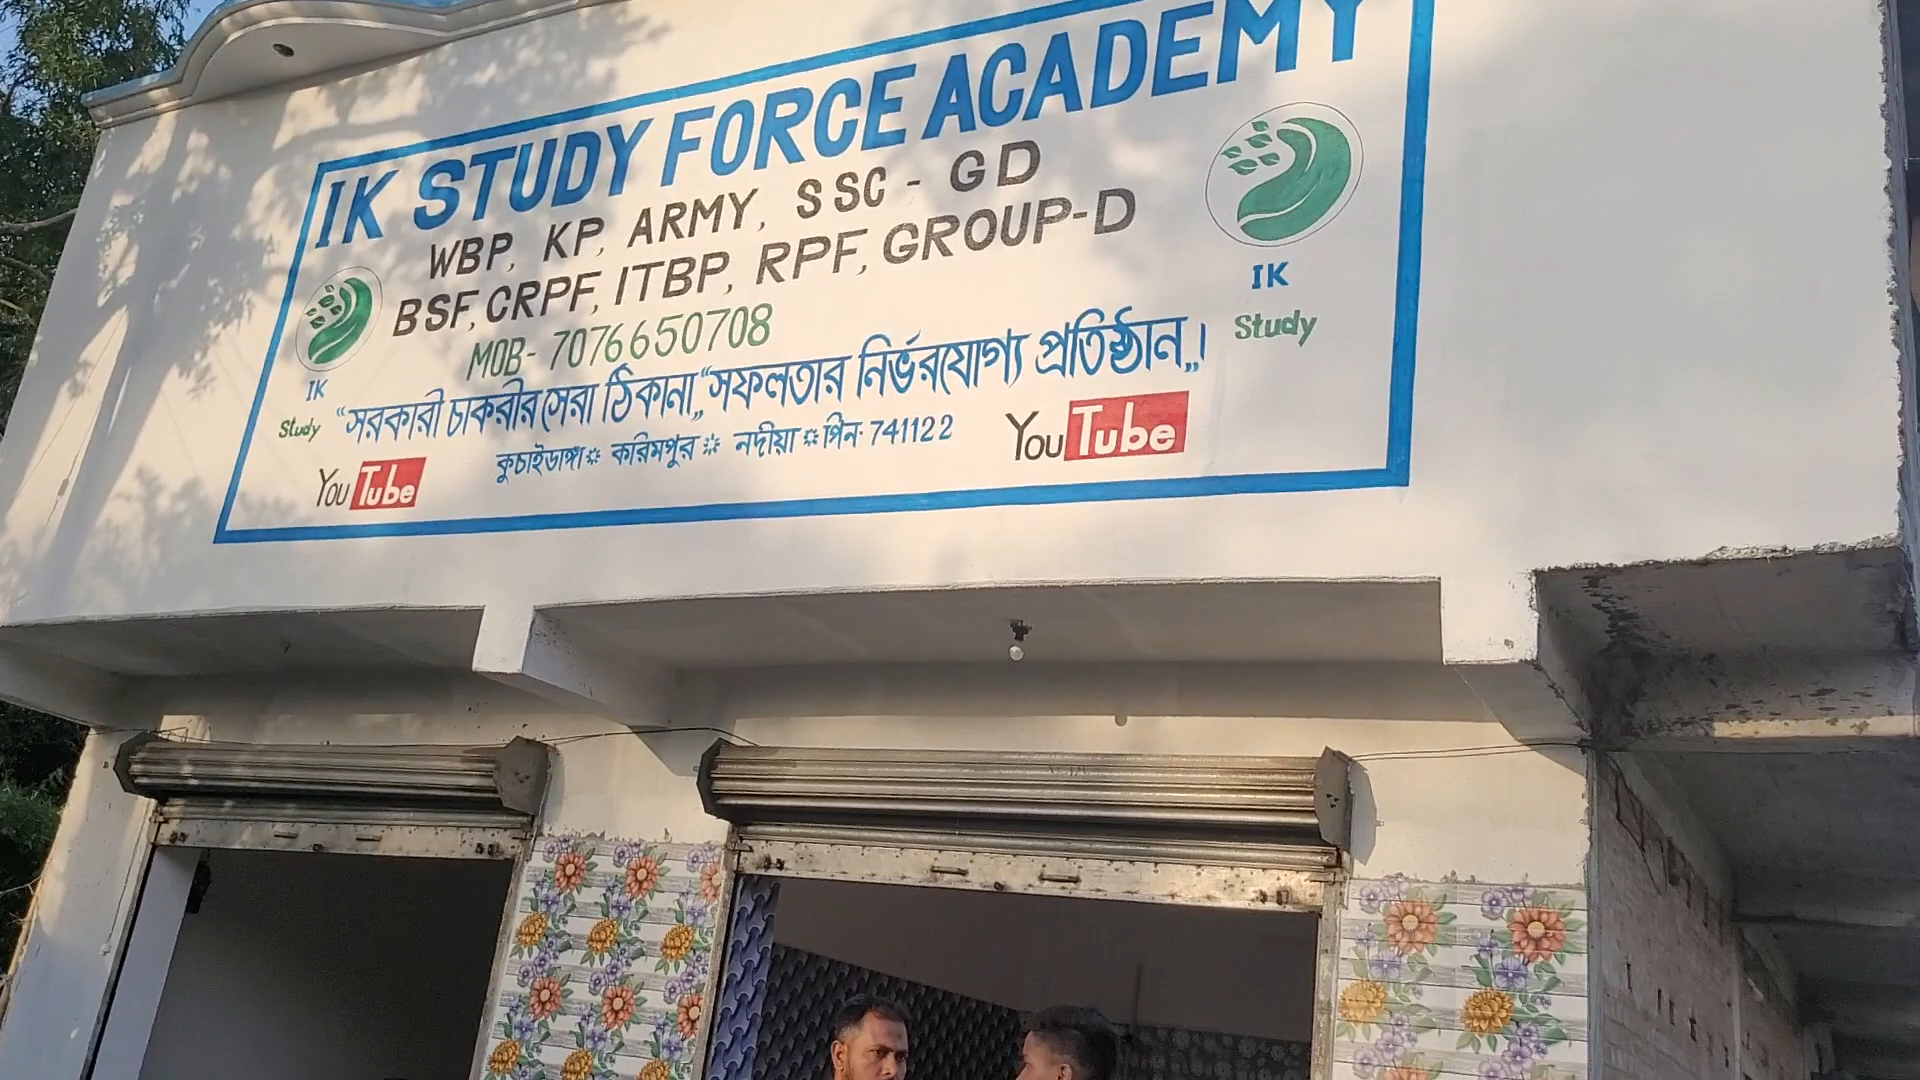 IK STUDY FORCE ACADEMY
WBP, KP, ARMY, SSC - GD
BSF, CRPF, ITBP, RPF, GROUP-D
MOB- 7076650708
"সরকারী চাকরীর সেরা ঠিকানা,, "সফলতার নির্ভরযোগ্য প্রতিষ্ঠান,,।
কুচাইডাঙ্গা * করিমপুর * নদীয়া * পিন- 741122
IK
Study
YouTube
IK
Study
YouTube